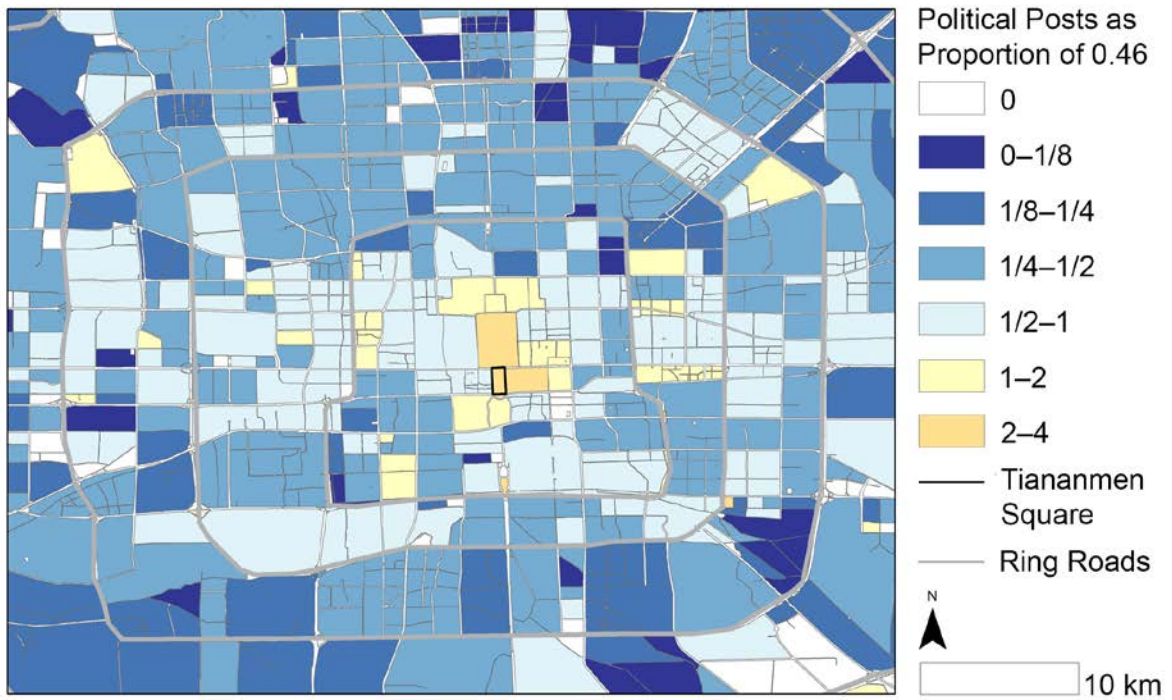 Political Posts as
Proportion of 0.46
0
0–1/8
1/8–1/4
1/4–1/2
1/2–1
1–2
2–4
Tiananmen
Square
Ring Roads
N
10 km